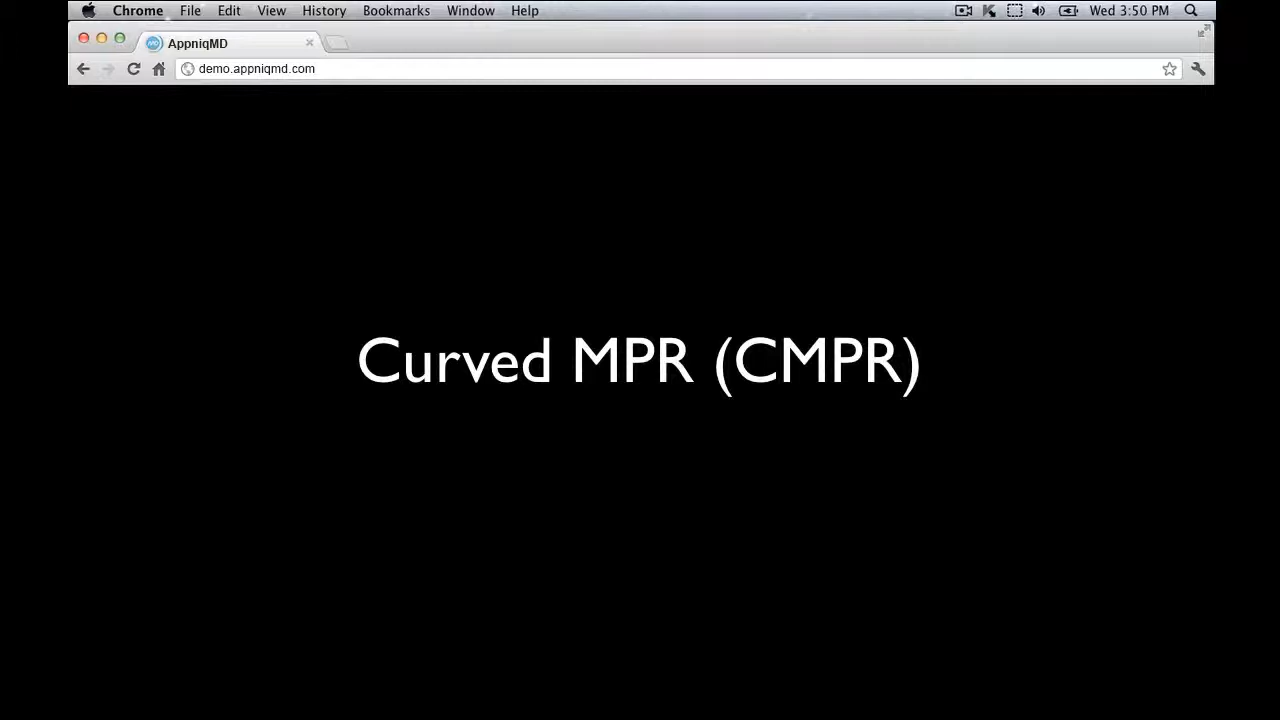 Chrome File Edit View History Bookmarks Window Help Wed 3:50 PM
AppniqMD
demo.appniqmd.com
Curved MPR (CMPR)